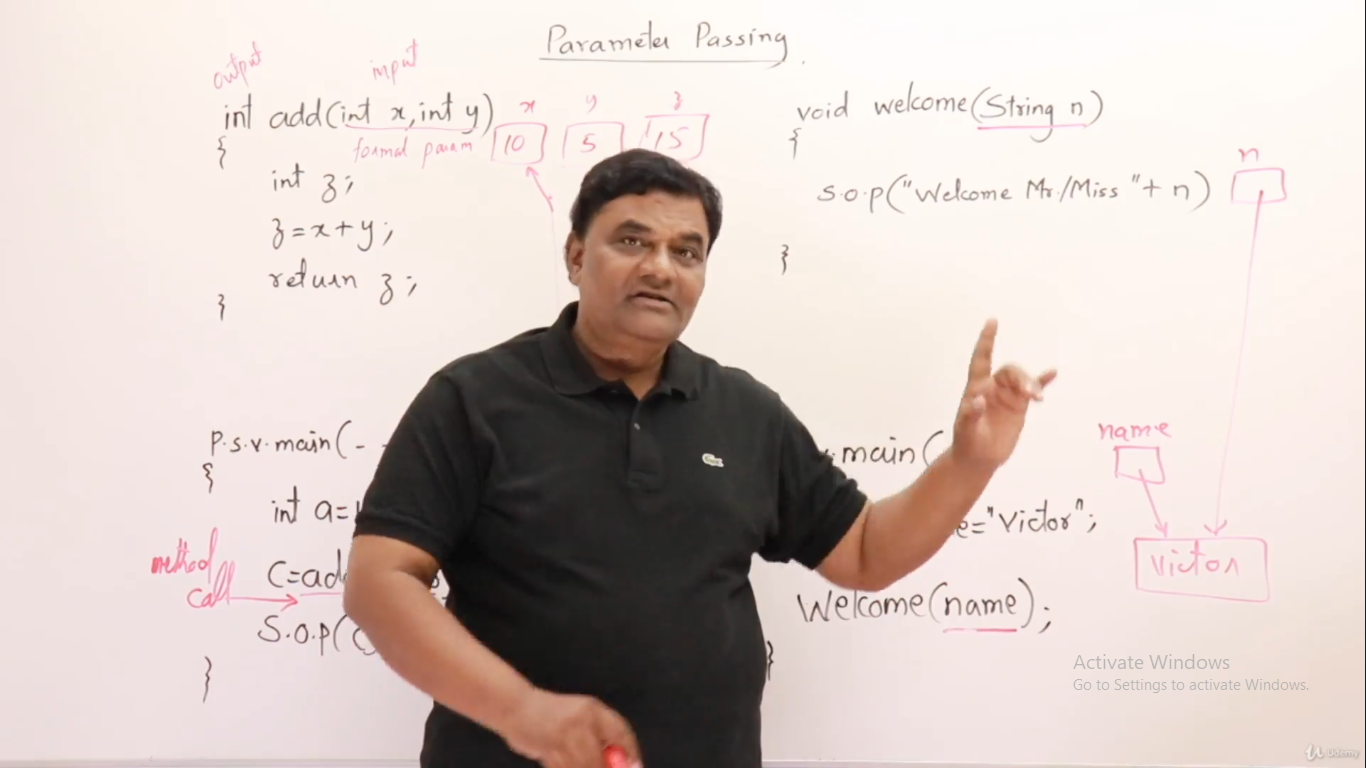 Parameter Passing
output
input
int add(int x, int y)
formal param
x y z
10 5 15
{
int z;
z=x+y;
return z;
}
P.s.v.main(- -
{
int a=
method
call
C=add
S.o.p(
}
void welcome(String n)
{
S.o.p("Welcome Mr./Miss "+ n)
n
}
.main(
="Victor";
Welcome(name);
}
name
victor
Activate Windows
Go to Settings to activate Windows.
Udemy